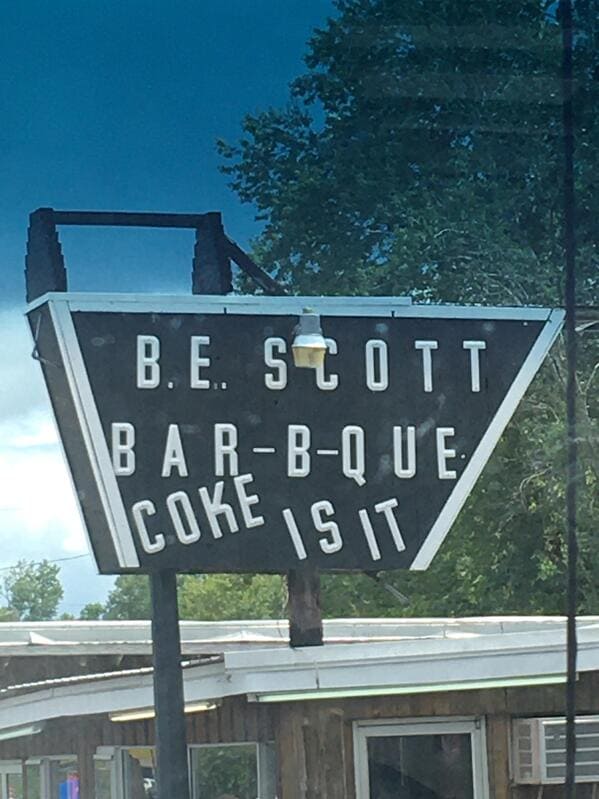 B.E. SCOTT
BAR-B-QUE
COKE IS IT